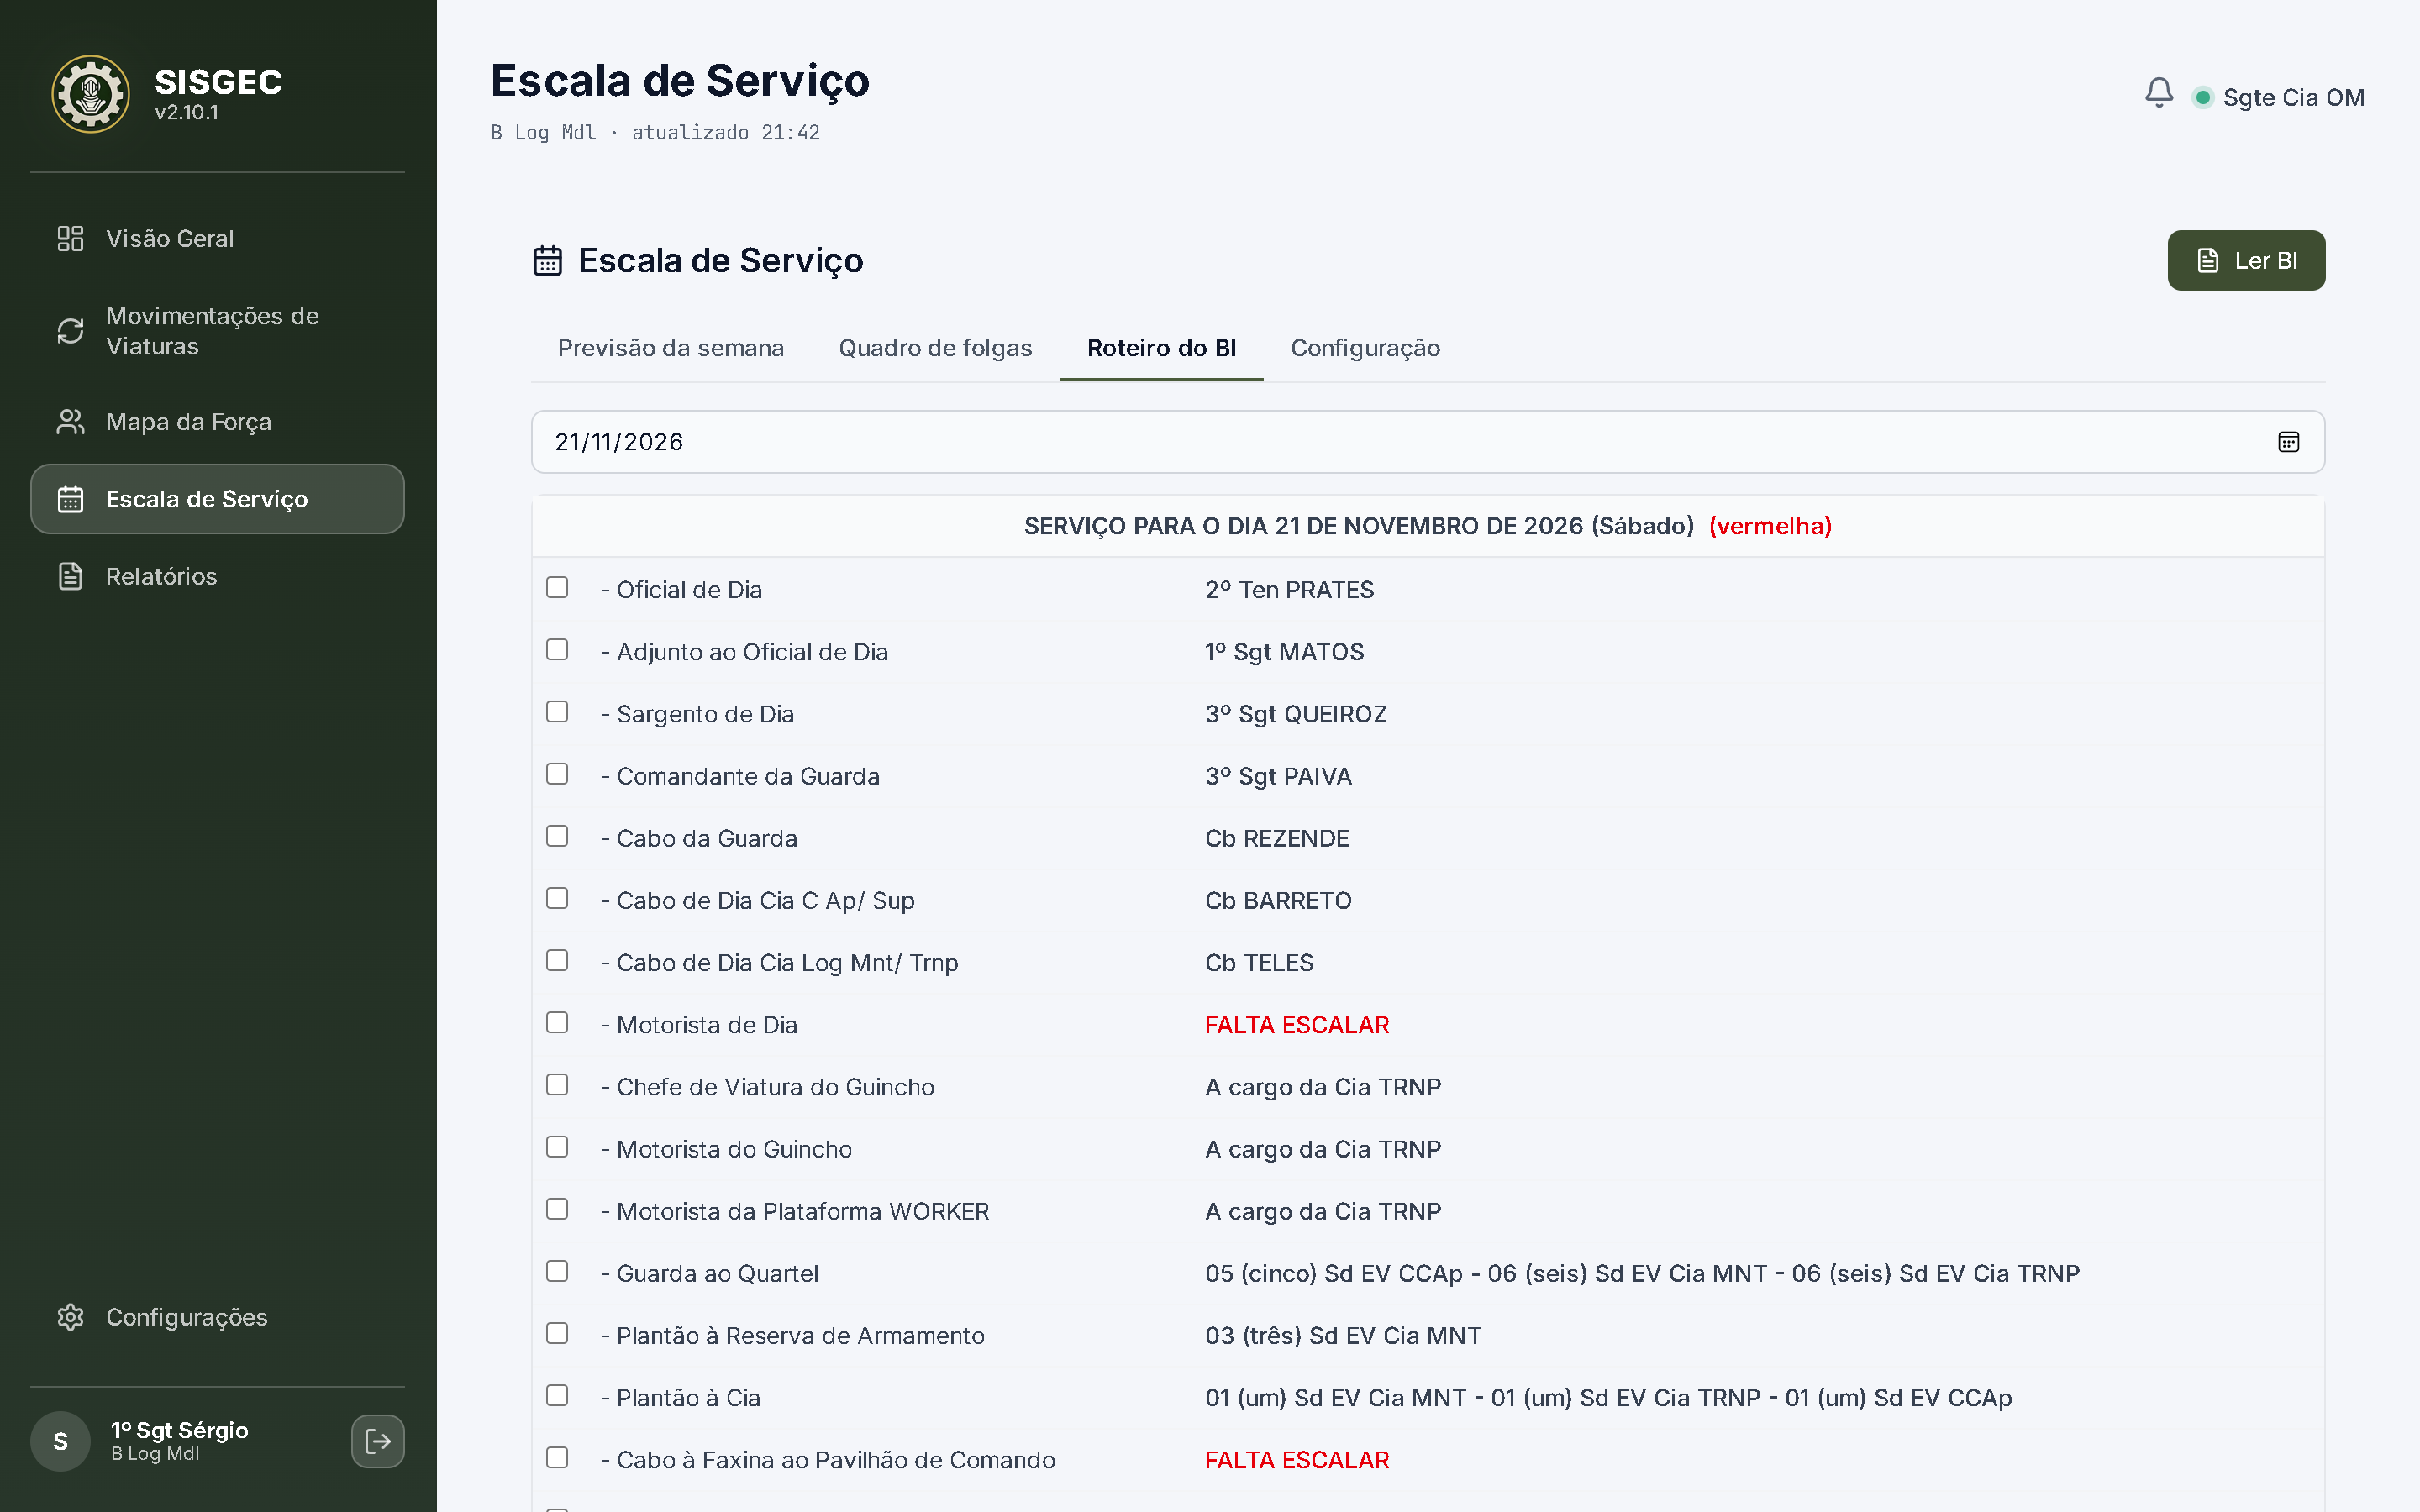 SISGEC
v2.10.1
Visão Geral
Movimentações de
Viaturas
Mapa da Força
Escala de Serviço
Relatórios
Configurações
S
1º Sgt Sérgio
B Log Mdl
Escala de Serviço
B Log Mdl · atualizado 21:42
Sgte Cia OM
Escala de Serviço
Ler BI
Previsão da semana
Quadro de folgas
Roteiro do BI
Configuração
21/11/2026
SERVIÇO PARA O DIA 21 DE NOVEMBRO DE 2026 (Sábado) (vermelha)
- Oficial de Dia 2º Ten PRATES
- Adjunto ao Oficial de Dia 1º Sgt MATOS
- Sargento de Dia 3º Sgt QUEIROZ
- Comandante da Guarda 3º Sgt PAIVA
- Cabo da Guarda Cb REZENDE
- Cabo de Dia Cia C Ap/ Sup Cb BARRETO
- Cabo de Dia Cia Log Mnt/ Trnp Cb TELES
- Motorista de Dia FALTA ESCALAR
- Chefe de Viatura do Guincho A cargo da Cia TRNP
- Motorista do Guincho A cargo da Cia TRNP
- Motorista da Plataforma WORKER A cargo da Cia TRNP
- Guarda ao Quartel 05 (cinco) Sd EV CCAp - 06 (seis) Sd EV Cia MNT - 06 (seis) Sd EV Cia TRNP
- Plantão à Reserva de Armamento 03 (três) Sd EV Cia MNT
- Plantão à Cia 01 (um) Sd EV Cia MNT - 01 (um) Sd EV Cia TRNP - 01 (um) Sd EV CCAp
- Cabo à Faxina ao Pavilhão de Comando FALTA ESCALAR